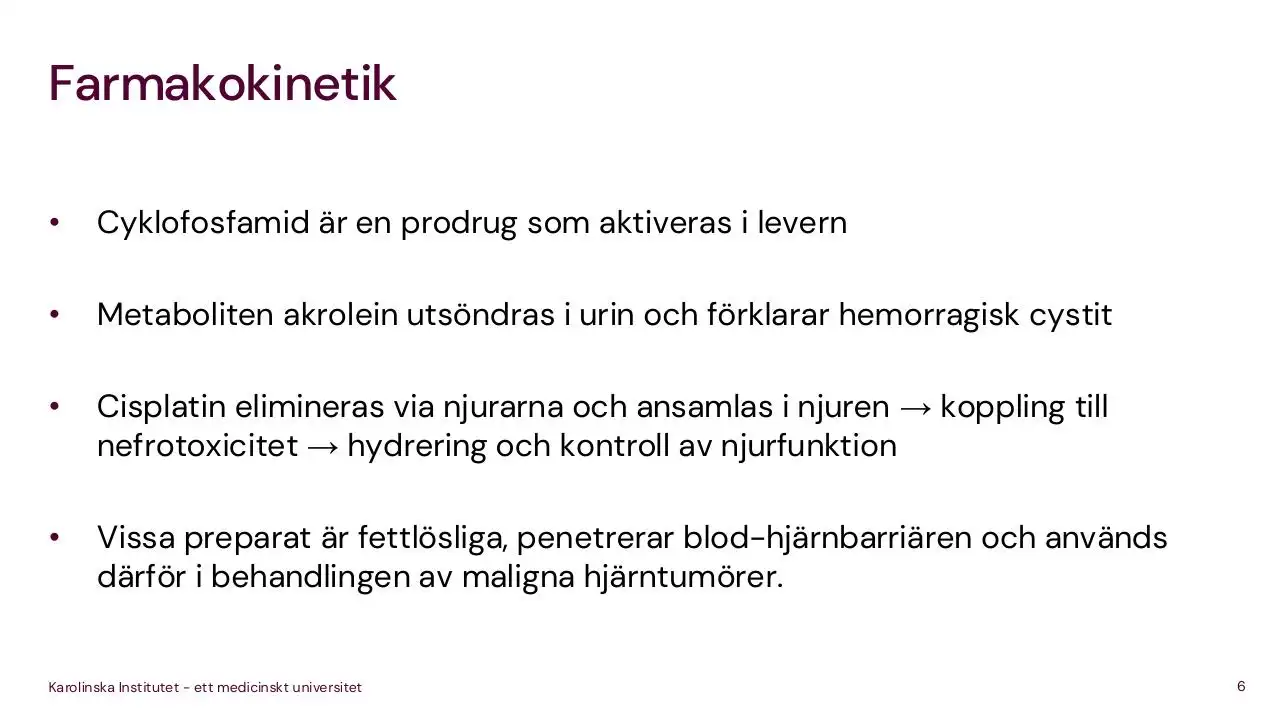 Farmakokinetik
• Cyklofosfamid är en prodrug som aktiveras i levern
• Metaboliten akrolein utsöndras i urin och förklarar hemorragisk cystit
• Cisplatin elimineras via njurarna och ansamlas i njuren → koppling till
nefrotoxicitet → hydrering och kontroll av njurfunktion
• Vissa preparat är fettlösliga, penetrerar blod-hjärnbarriären och används
därför i behandlingen av maligna hjärntumörer.
Karolinska Institutet - ett medicinskt universitet
6